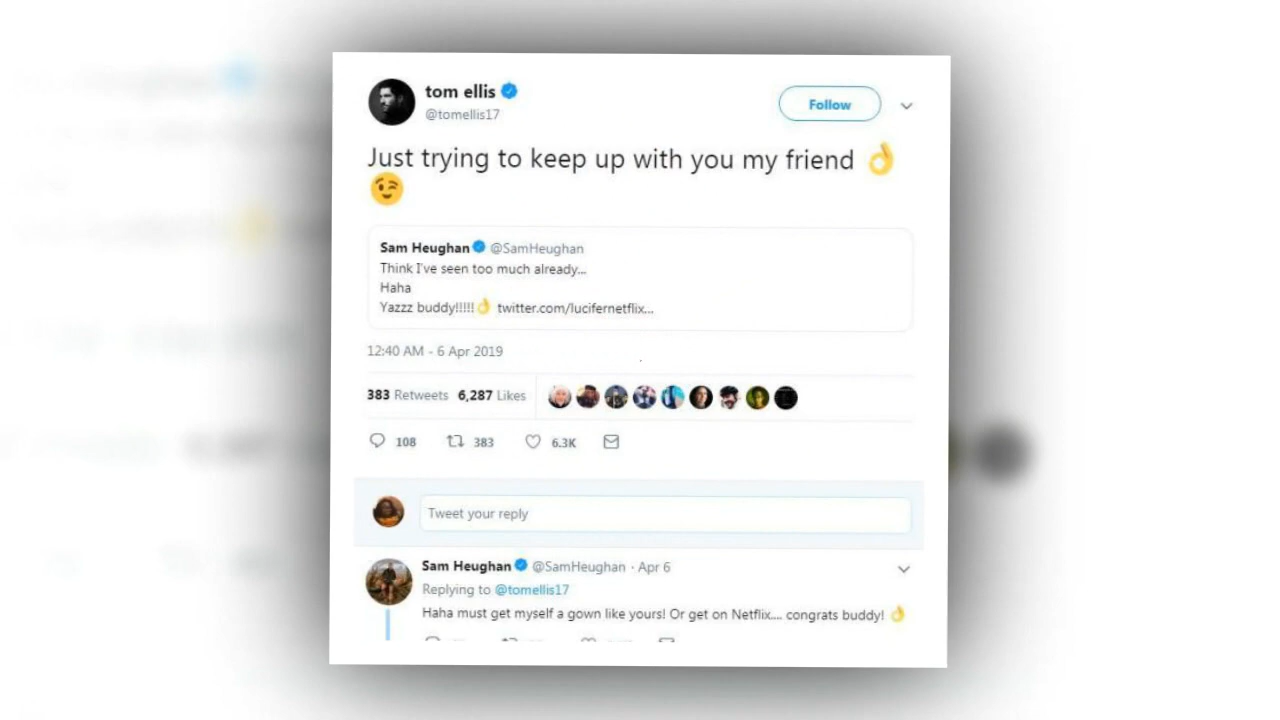 tom ellis
@tomellis17
Follow
Just trying to keep up with you my friend 👌
😉
Sam Heughan @SamHeughan
Think I've seen too much already...
Haha
Yazzz buddy!!!!!👌 twitter.com/lucifernetflix...
12:40 AM - 6 Apr 2019
383 Retweets 6,287 Likes
108 383 6.3K
Tweet your reply
Sam Heughan @SamHeughan · Apr 6
Replying to @tomellis17
Haha must get myself a gown like yours! Or get on Netflix.... congrats buddy! 👌